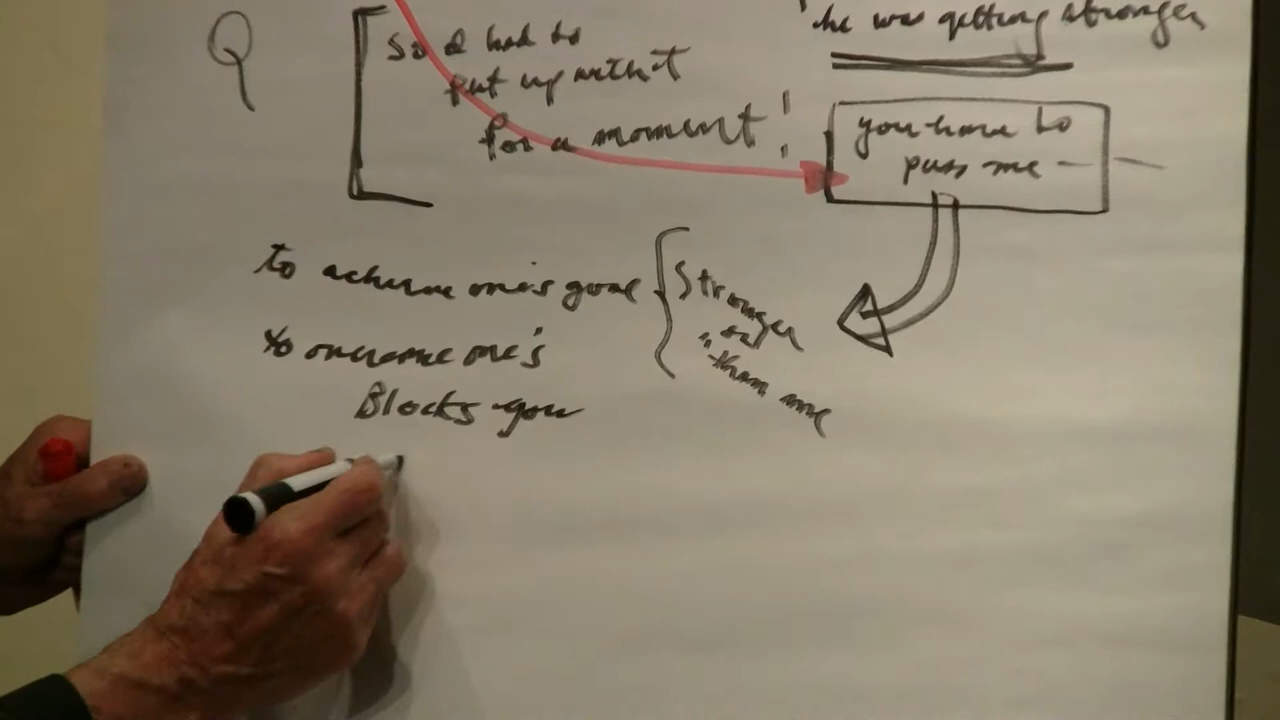 he was getting stronger
Q
So I had to
put up with it
for a moment!
you have to
pass me —
to achieve one's goal
Stronger
than me
to overcome one's
Blocks you